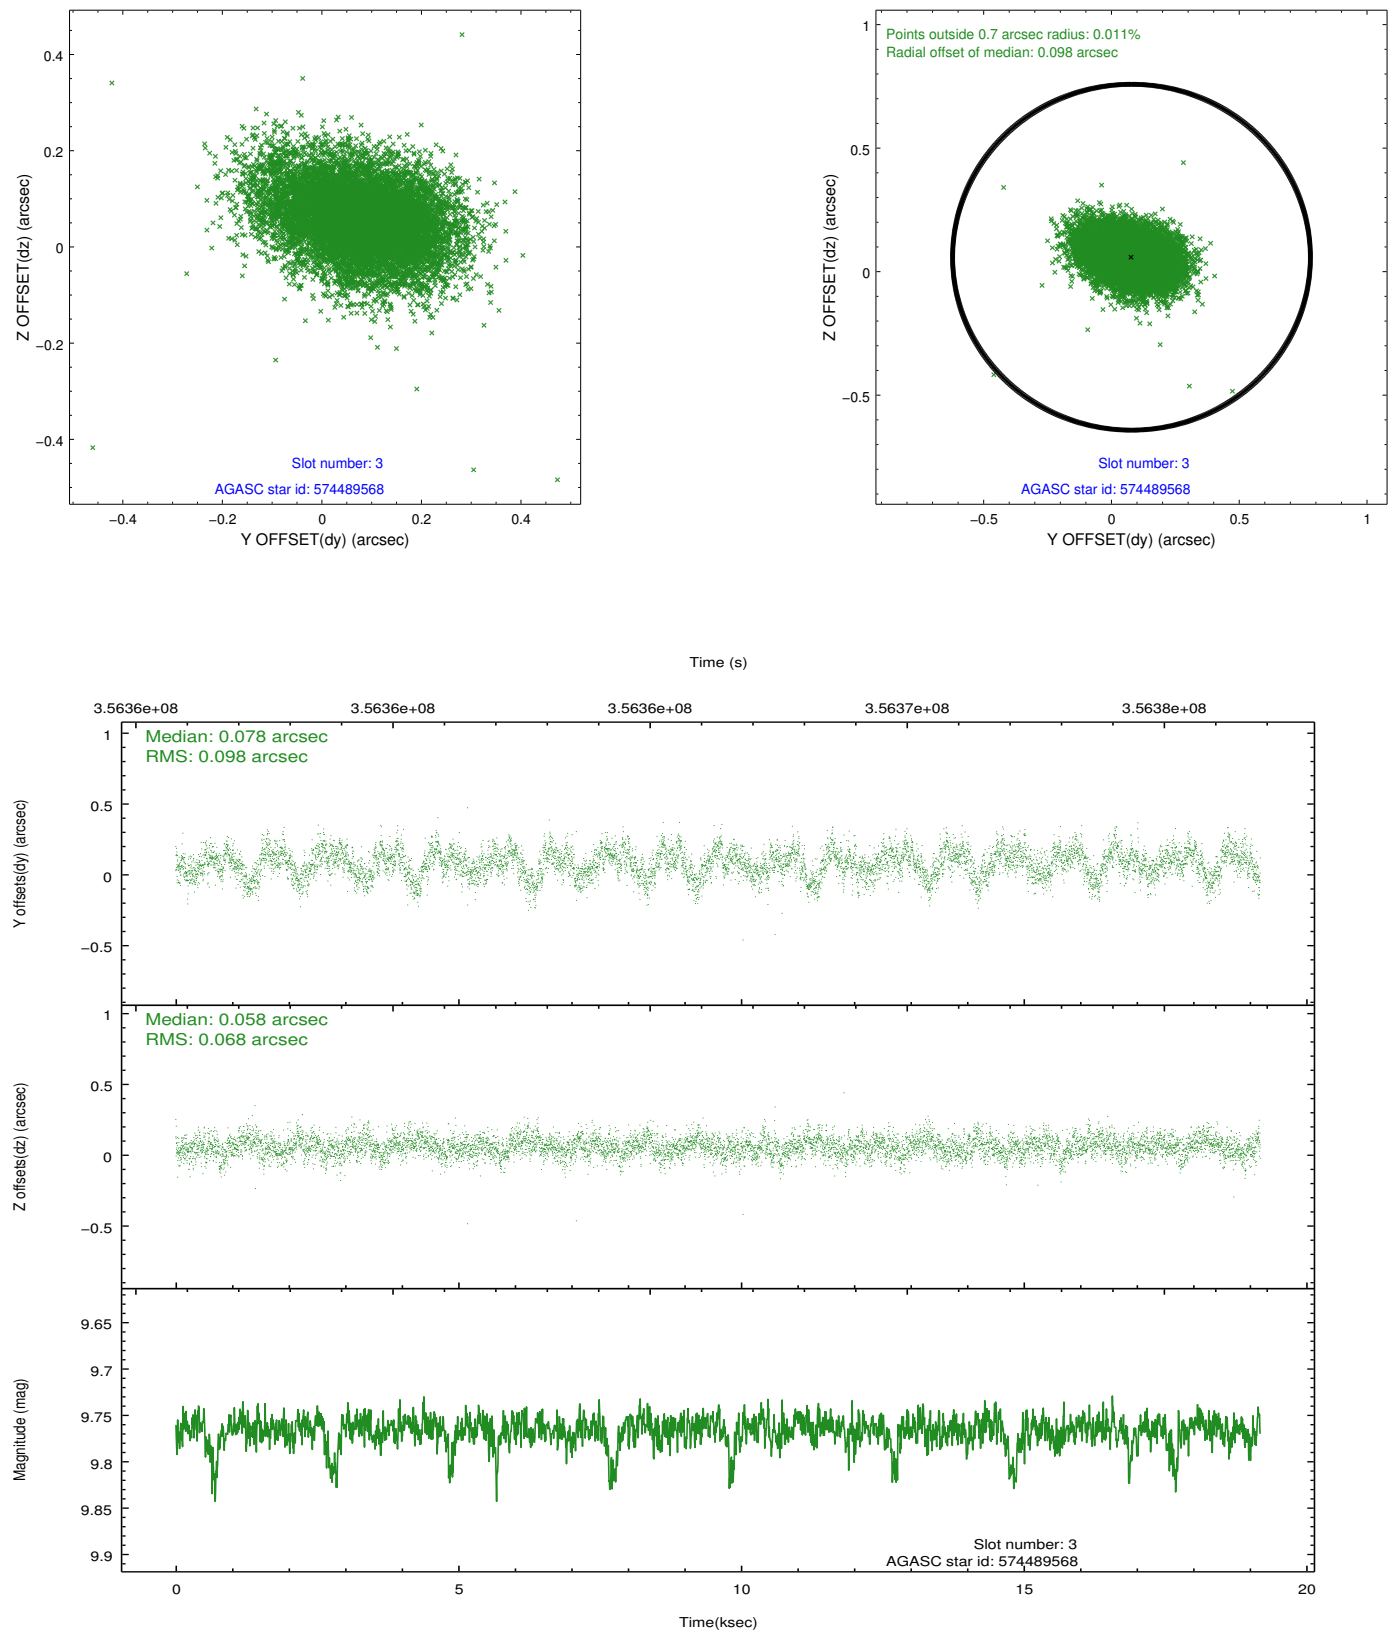 0.4
0.2
0
−0.2
−0.4
Z OFFSET(dz) (arcsec)
Slot number: 3
AGASC star id: 574489568
−0.4
−0.2
0
0.2
0.4
Y OFFSET(dy) (arcsec)
Points outside 0.7 arcsec radius: 0.011%
Radial offset of median: 0.098 arcsec
1
0.5
0
−0.5
Z OFFSET(dz) (arcsec)
Slot number: 3
AGASC star id: 574489568
−0.5
0
0.5
1
Y OFFSET(dy) (arcsec)
Time (s)
3.5636e+08
3.5636e+08
3.5636e+08
3.5637e+08
3.5638e+08
Median: 0.078 arcsec
RMS: 0.098 arcsec
1
0.5
0
−0.5
Y offsets(dy) (arcsec)
Median: 0.058 arcsec
RMS: 0.068 arcsec
1
0.5
0
−0.5
Z offsets(dz) (arcsec)
9.65
9.7
9.75
9.8
9.85
9.9
Magnitude (mag)
Slot number: 3
AGASC star id: 574489568
0
5
10
15
20
Time(ksec)